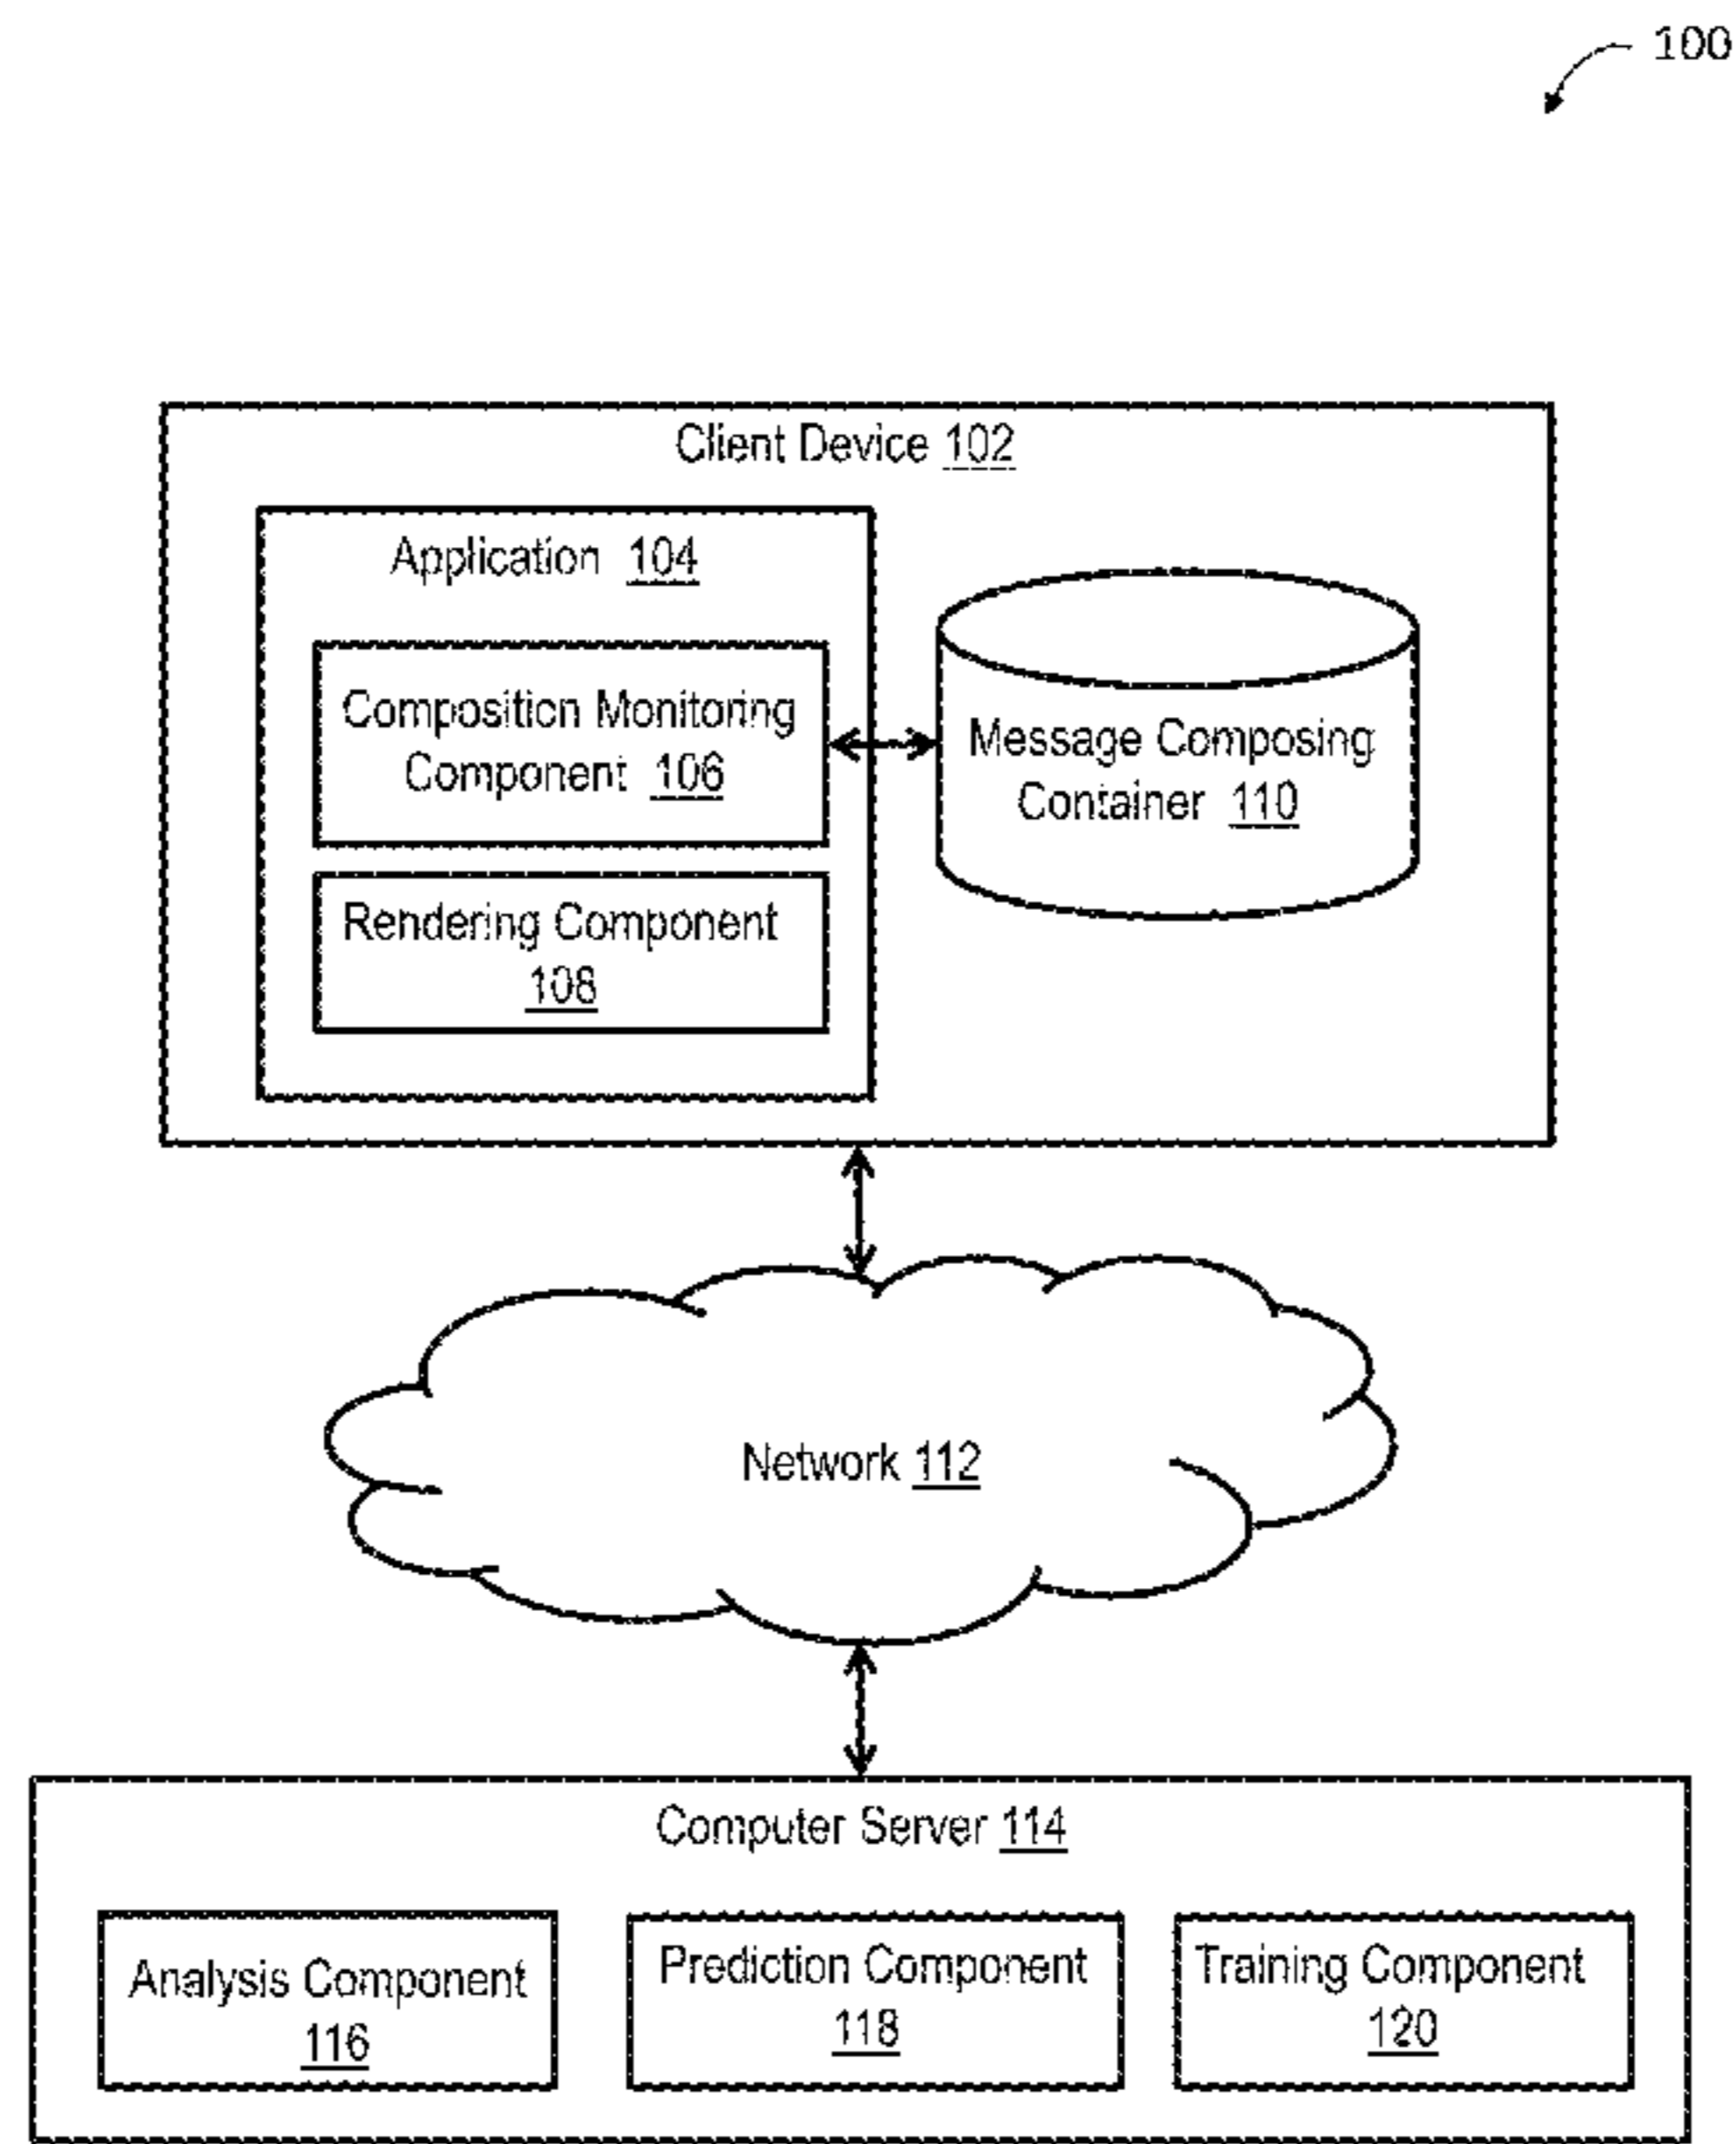 100
Client Device 102
Application 104
Composition Monitoring
Component 106
Message Composing
Container 110
Rendering Component
108
Network 112
Computer Server 114
Analysis Component
116
Prediction Component
118
Training Component
120